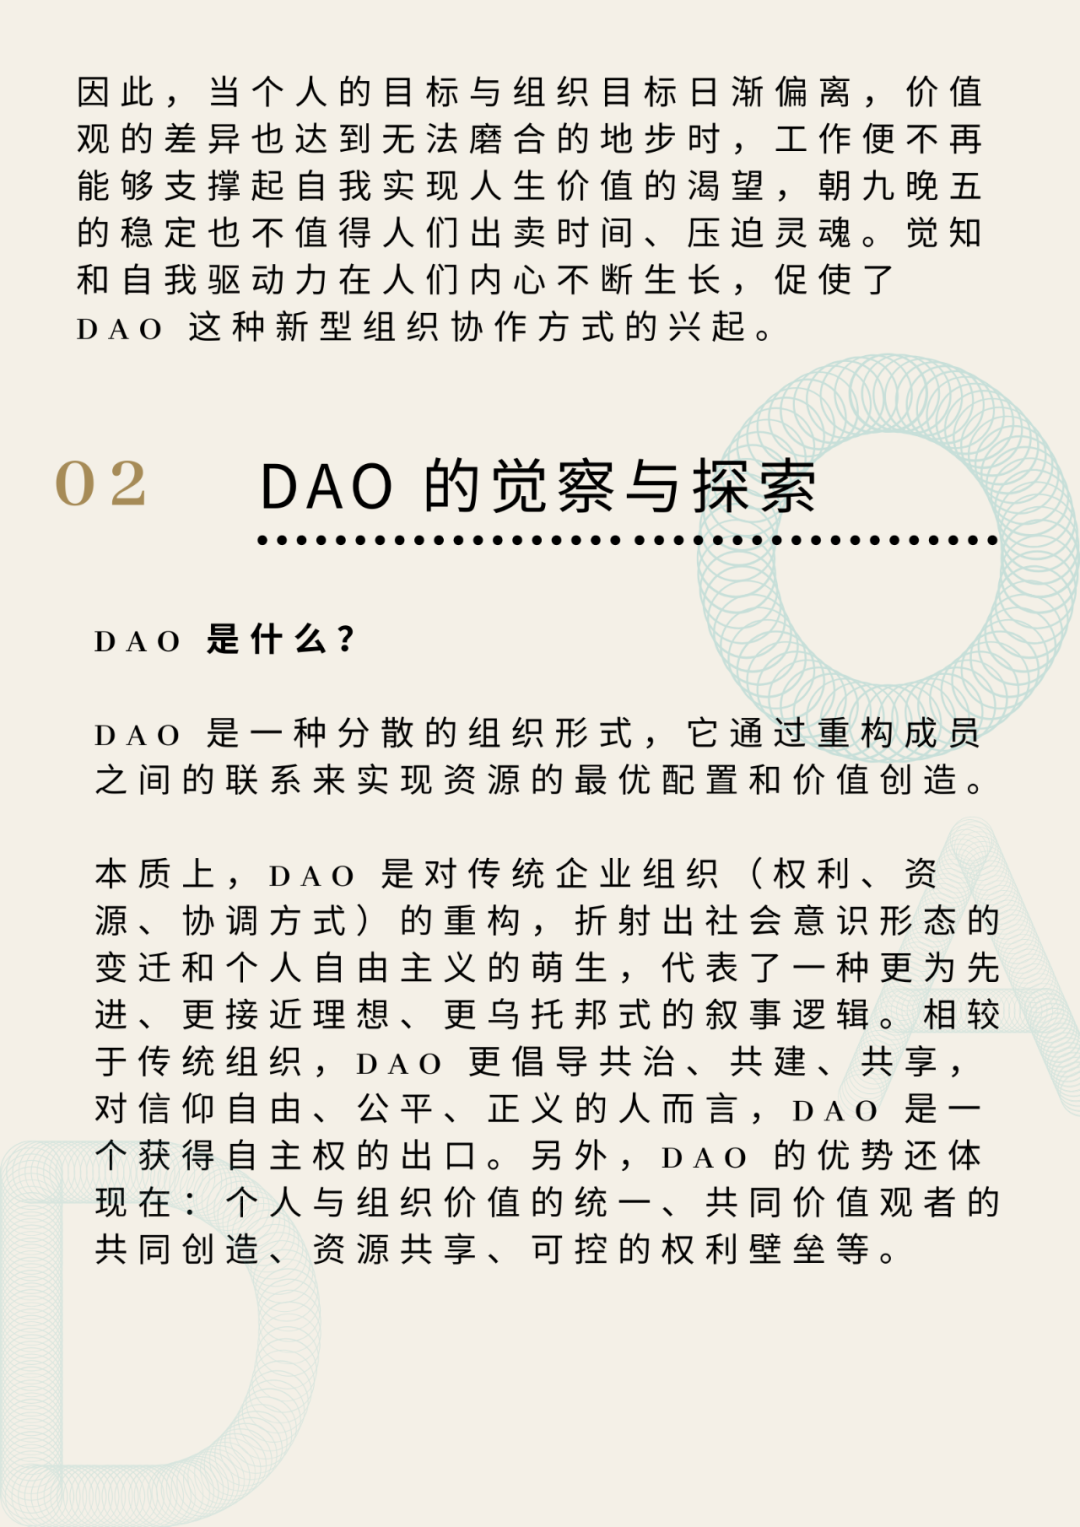 因此，当个人的目标与组织目标日渐偏离，价值
观的差异也达到无法磨合的地步时，工作便不再
能够支撑起自我实现人生价值的渴望，朝九晚五
的稳定也不值得人们出卖时间、压迫灵魂。觉知
和自我驱动力在人们内心不断生长，促使了
DAO 这种新型组织协作方式的兴起。
02 DAO 的觉察与探索
DAO 是什么？
DAO 是一种分散的组织形式，它通过重构成员
之间的联系来实现资源的最优配置和价值创造。
本质上，DAO 是对传统企业组织（权利、资
源、协调方式）的重构，折射出社会意识形态的
变迁和个人自由主义的萌生，代表了一种更为先
进、更接近理想、更乌托邦式的叙事逻辑。相较
于传统组织，DAO 更倡导共治、共建、共享，
对信仰自由、公平、正义的人而言，DAO 是一
个获得自主权的出口。另外，DAO 的优势还体
现在：个人与组织价值的统一、共同价值观者的
共同创造、资源共享、可控的权利壁垒等。
O
A
D